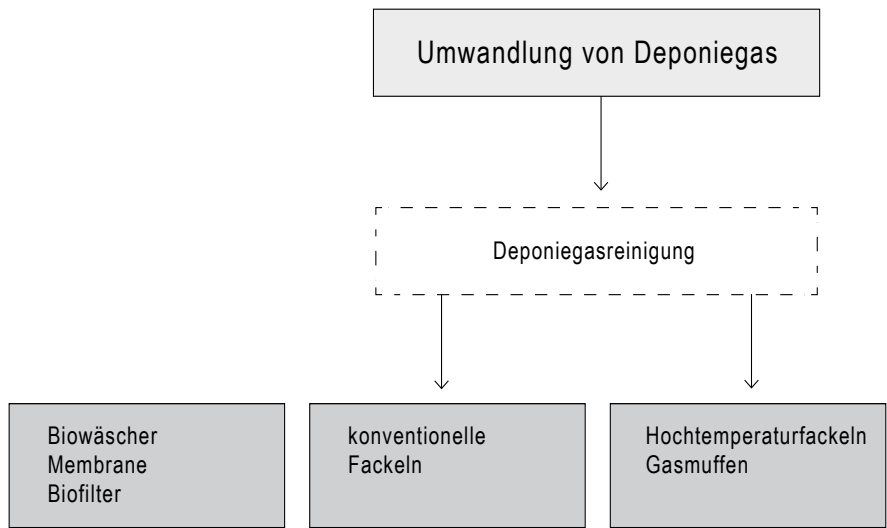 Umwandlung von Deponiegas
Deponiegasreinigung
Biowäscher
Membrane
Biofilter
konventionelle
Fackeln
Hochtemperaturfackeln
Gasmuffen